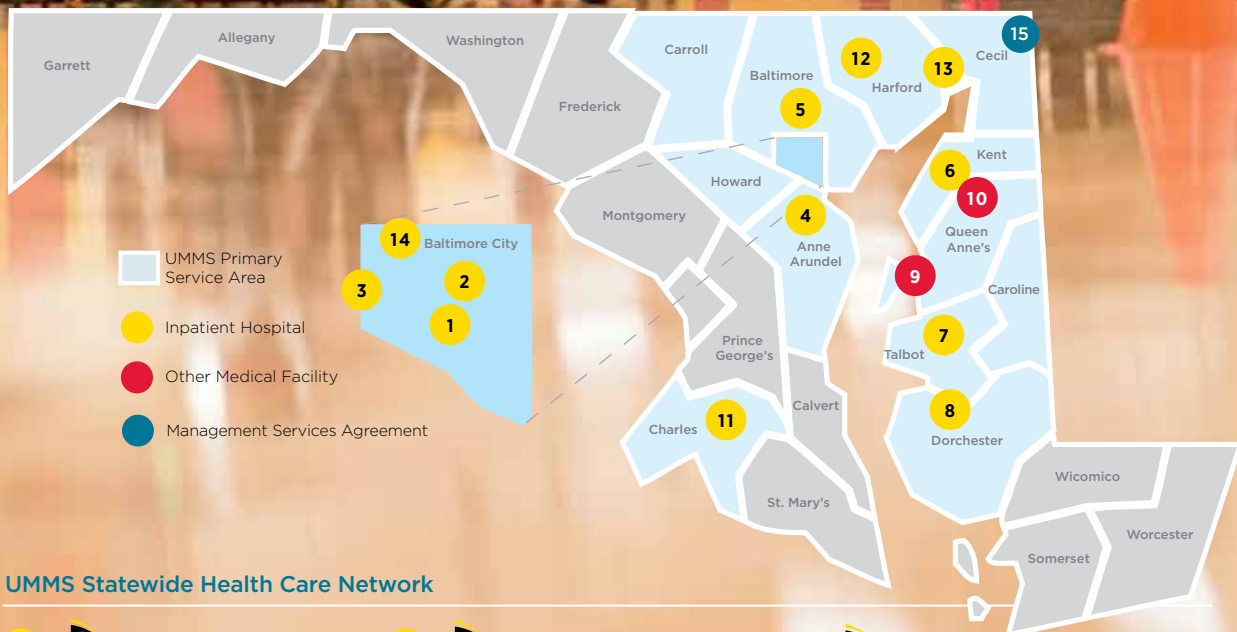 Garrett
Allegany
Washington
Frederick
Carroll
Baltimore
5
12
Harford
13
Cecil
15
Howard
Montgomery
4
Anne
Arundel
6
Kent
10
Queen
Anne's
9
Caroline
7
Talbot
8
Dorchester
Prince
George's
Calvert
Charles
11
St. Mary's
Wicomico
Worcester
Somerset
14
Baltimore City
3
2
1
UMMS Primary
Service Area
Inpatient Hospital
Other Medical Facility
Management Services Agreement
UMMS Statewide Health Care Network